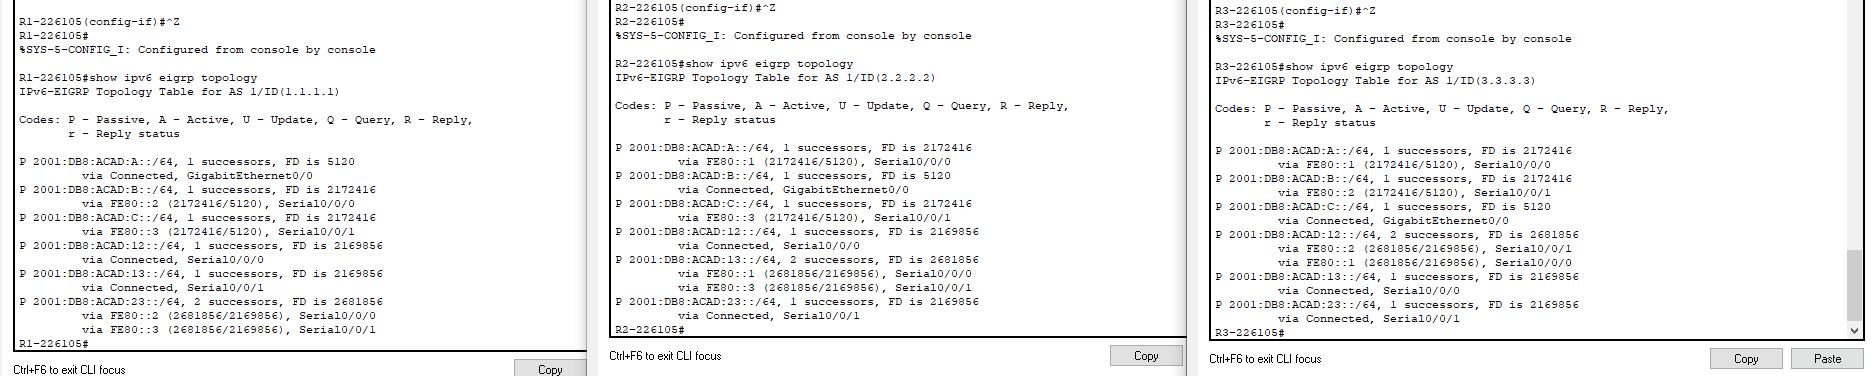 R1-226105(config-if)#^Z
R1-226105#
%SYS-5-CONFIG_I: Configured from console by console
R1-226105#show ipv6 eigrp topology
IPv6-EIGRP Topology Table for AS 1/ID(1.1.1.1)
Codes: P - Passive, A - Active, U - Update, Q - Query, R - Reply,
r - Reply status
P 2001:DB8:ACAD:A::/64, 1 successors, FD is 5120
via Connected, GigabitEthernet0/0
P 2001:DB8:ACAD:B::/64, 1 successors, FD is 2172416
via FE80::2 (2172416/5120), Serial0/0/0
P 2001:DB8:ACAD:C::/64, 1 successors, FD is 2172416
via FE80::3 (2172416/5120), Serial0/0/1
P 2001:DB8:ACAD:12::/64, 1 successors, FD is 2169856
via Connected, Serial0/0/0
P 2001:DB8:ACAD:13::/64, 1 successors, FD is 2169856
via Connected, Serial0/0/1
P 2001:DB8:ACAD:23::/64, 2 successors, FD is 2681856
via FE80::2 (2681856/2169856), Serial0/0/0
via FE80::3 (2681856/2169856), Serial0/0/1
R1-226105#
Ctrl+F6 to exit CLI focus
Copy
R2-226105(config-if)#^Z
R2-226105#
%SYS-5-CONFIG_I: Configured from console by console
R2-226105#show ipv6 eigrp topology
IPv6-EIGRP Topology Table for AS 1/ID(2.2.2.2)
Codes: P - Passive, A - Active, U - Update, Q - Query, R - Reply,
r - Reply status
P 2001:DB8:ACAD:A::/64, 1 successors, FD is 2172416
via FE80::1 (2172416/5120), Serial0/0/0
P 2001:DB8:ACAD:B::/64, 1 successors, FD is 5120
via Connected, GigabitEthernet0/0
P 2001:DB8:ACAD:C::/64, 1 successors, FD is 2172416
via FE80::3 (2172416/5120), Serial0/0/1
P 2001:DB8:ACAD:12::/64, 1 successors, FD is 2169856
via Connected, Serial0/0/0
P 2001:DB8:ACAD:13::/64, 2 successors, FD is 2681856
via FE80::1 (2681856/2169856), Serial0/0/0
via FE80::3 (2681856/2169856), Serial0/0/1
P 2001:DB8:ACAD:23::/64, 1 successors, FD is 2169856
via Connected, Serial0/0/1
R2-226105#
Ctrl+F6 to exit CLI focus
Copy
R3-226105(config-if)#^Z
R3-226105#
%SYS-5-CONFIG_I: Configured from console by console
R3-226105#show ipv6 eigrp topology
IPv6-EIGRP Topology Table for AS 1/ID(3.3.3.3)
Codes: P - Passive, A - Active, U - Update, Q - Query, R - Reply,
r - Reply status
P 2001:DB8:ACAD:A::/64, 1 successors, FD is 2172416
via FE80::1 (2172416/5120), Serial0/0/0
P 2001:DB8:ACAD:B::/64, 1 successors, FD is 2172416
via FE80::2 (2172416/5120), Serial0/0/1
P 2001:DB8:ACAD:C::/64, 1 successors, FD is 5120
via Connected, GigabitEthernet0/0
P 2001:DB8:ACAD:12::/64, 2 successors, FD is 2681856
via FE80::2 (2681856/2169856), Serial0/0/1
via FE80::1 (2681856/2169856), Serial0/0/0
P 2001:DB8:ACAD:13::/64, 1 successors, FD is 2169856
via Connected, Serial0/0/0
P 2001:DB8:ACAD:23::/64, 1 successors, FD is 2169856
via Connected, Serial0/0/1
R3-226105#
Ctrl+F6 to exit CLI focus
Copy
Paste